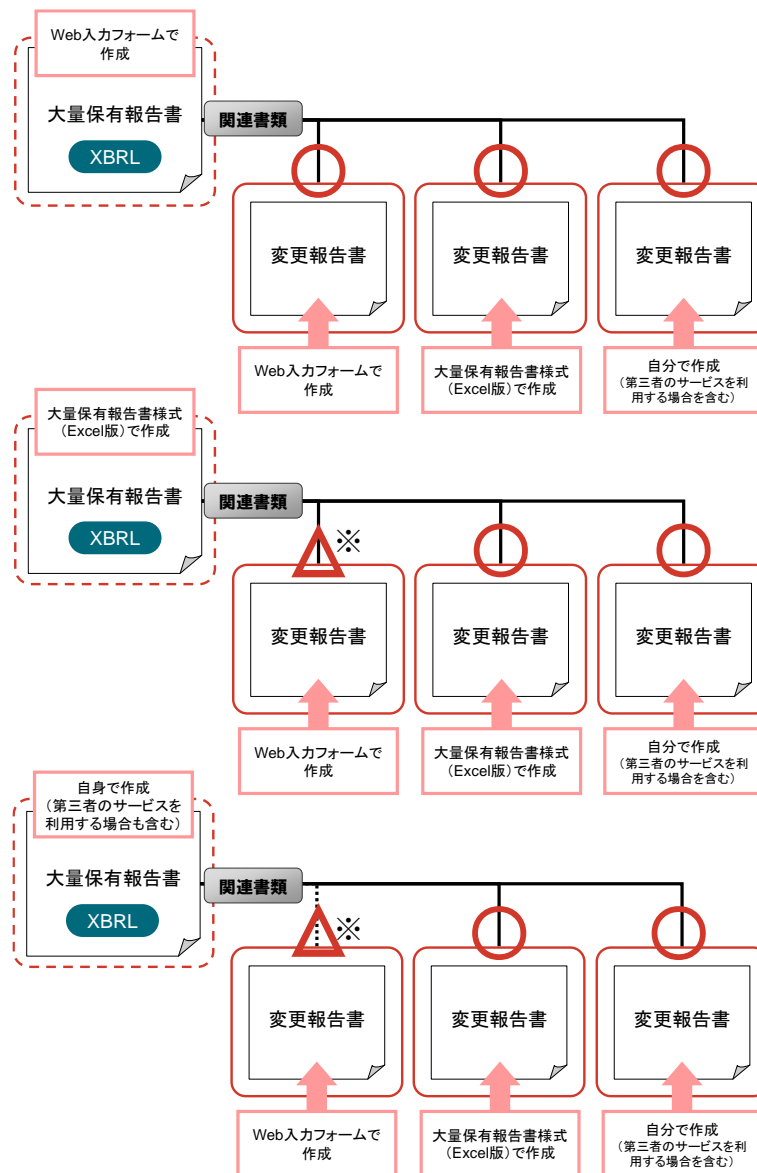 Web入力フォームで
作成
大量保有報告書
XBRL
関連書類
変更報告書
変更報告書
変更報告書
Web入力フォームで
作成
大量保有報告書様式
(Excel版)で作成
自分で作成
(第三者のサービスを利
用する場合を含む)
大量保有報告書様式
(Excel版)で作成
大量保有報告書
XBRL
関連書類
※
変更報告書
変更報告書
変更報告書
Web入力フォームで
作成
大量保有報告書様式
(Excel版)で作成
自分で作成
(第三者のサービスを利
用する場合を含む)
自身で作成
(第三者のサービスを
利用する場合も含む)
大量保有報告書
XBRL
関連書類
※
変更報告書
変更報告書
変更報告書
Web入力フォームで
作成
大量保有報告書様式
(Excel版)で作成
自分で作成
(第三者のサービスを利
用する場合を含む)